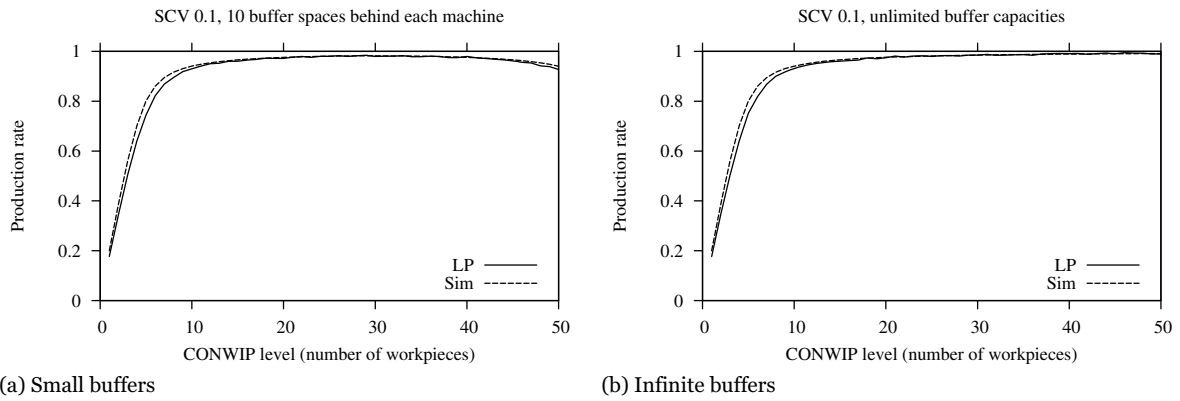 SCV 0.1, 10 buffer spaces behind each machine
1
0.8
0.6
0.4
0.2
0
Production rate
LP
Sim
0 10 20 30 40 50
CONWIP level (number of workpieces)
(a) Small buffers
SCV 0.1, unlimited buffer capacities
1
0.8
0.6
0.4
0.2
0
Production rate
LP
Sim
0 10 20 30 40 50
CONWIP level (number of workpieces)
(b) Infinite buffers